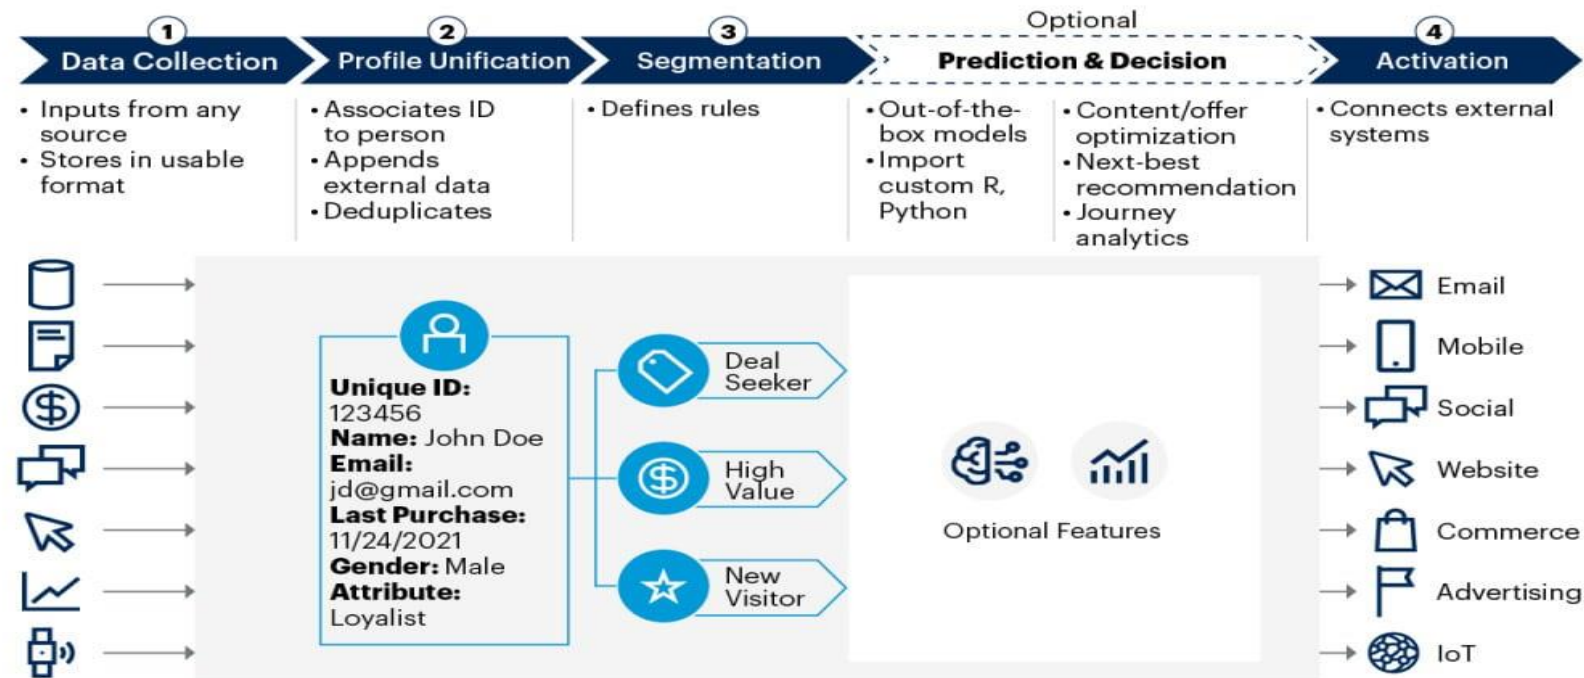 Optional
1
Data Collection
2
Profile Unification
3
Segmentation
Prediction & Decision
4
Activation
• Inputs from any
source
• Stores in usable
format
• Associates ID
to person
• Appends
external data
• Deduplicates
• Defines rules
• Out-of-the-
box models
• Import
custom R,
Python
• Content/offer
optimization
• Next-best
recommendation
• Journey
analytics
• Connects external
systems
Unique ID:
123456
Name: John Doe
Email:
jd@gmail.com
Last Purchase:
11/24/2021
Gender: Male
Attribute:
Loyalist
Deal
Seeker
High
Value
New
Visitor
Optional Features
Email
Mobile
Social
Website
Commerce
Advertising
IoT